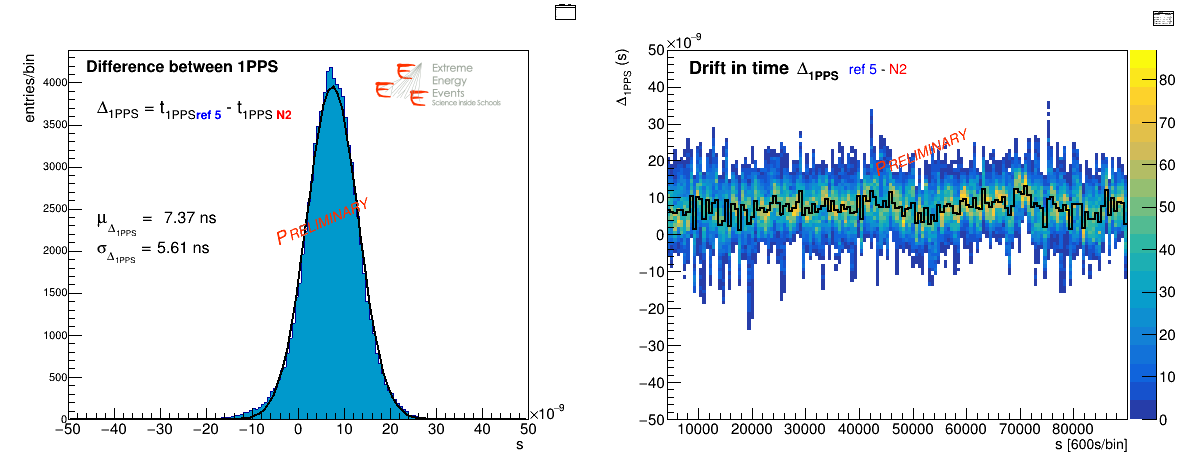 Difference between 1PPS
Δ1PPS = t1PPSref 5 - t1PPS N2
Extreme
Energy
Events
Science Inside Schools
EEE
μΔ1PPS = 7.37 ns
σΔ1PPS = 5.61 ns
PRELIMINARY
entries/bin
4000
3500
3000
2500
2000
1500
1000
500
0
−50 −40 −30 −20 −10 0 10 20 30 40 50
×10−9
s
×10−9
Δ1PPS (s)
Drift in time Δ1PPS ref 5 - N2
PRELIMINARY
50
40
30
20
10
0
−10
−20
−30
−40
−50
10000 20000 30000 40000 50000 60000 70000 80000
s [600s/bin]
80
70
60
50
40
30
20
10
0